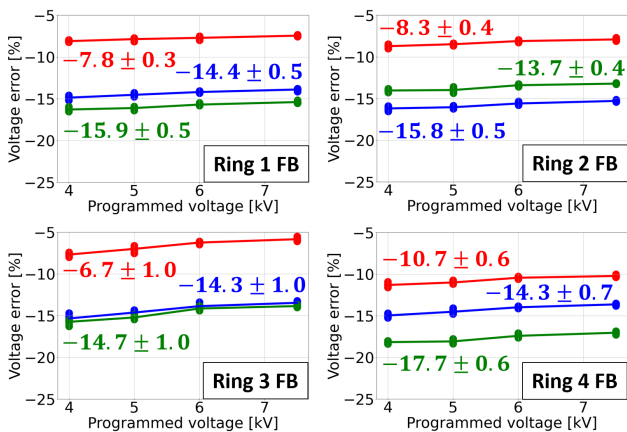 −5
−10
−15
−20
−25
Voltage error [%]
−7.8 ± 0.3
−14.4 ± 0.5
−15.9 ± 0.5
Ring 1 FB
4 5 6 7
Programmed voltage [kV]
−5
−10
−15
−20
−25
Voltage error [%]
−8.3 ± 0.4
−13.7 ± 0.4
−15.8 ± 0.5
Ring 2 FB
4 5 6 7
Programmed voltage [kV]
−5
−10
−15
−20
−25
Voltage error [%]
−6.7 ± 1.0
−14.3 ± 1.0
−14.7 ± 1.0
Ring 3 FB
4 5 6 7
Programmed voltage [kV]
−5
−10
−15
−20
−25
Voltage error [%]
−10.7 ± 0.6
−14.3 ± 0.7
−17.7 ± 0.6
Ring 4 FB
4 5 6 7
Programmed voltage [kV]